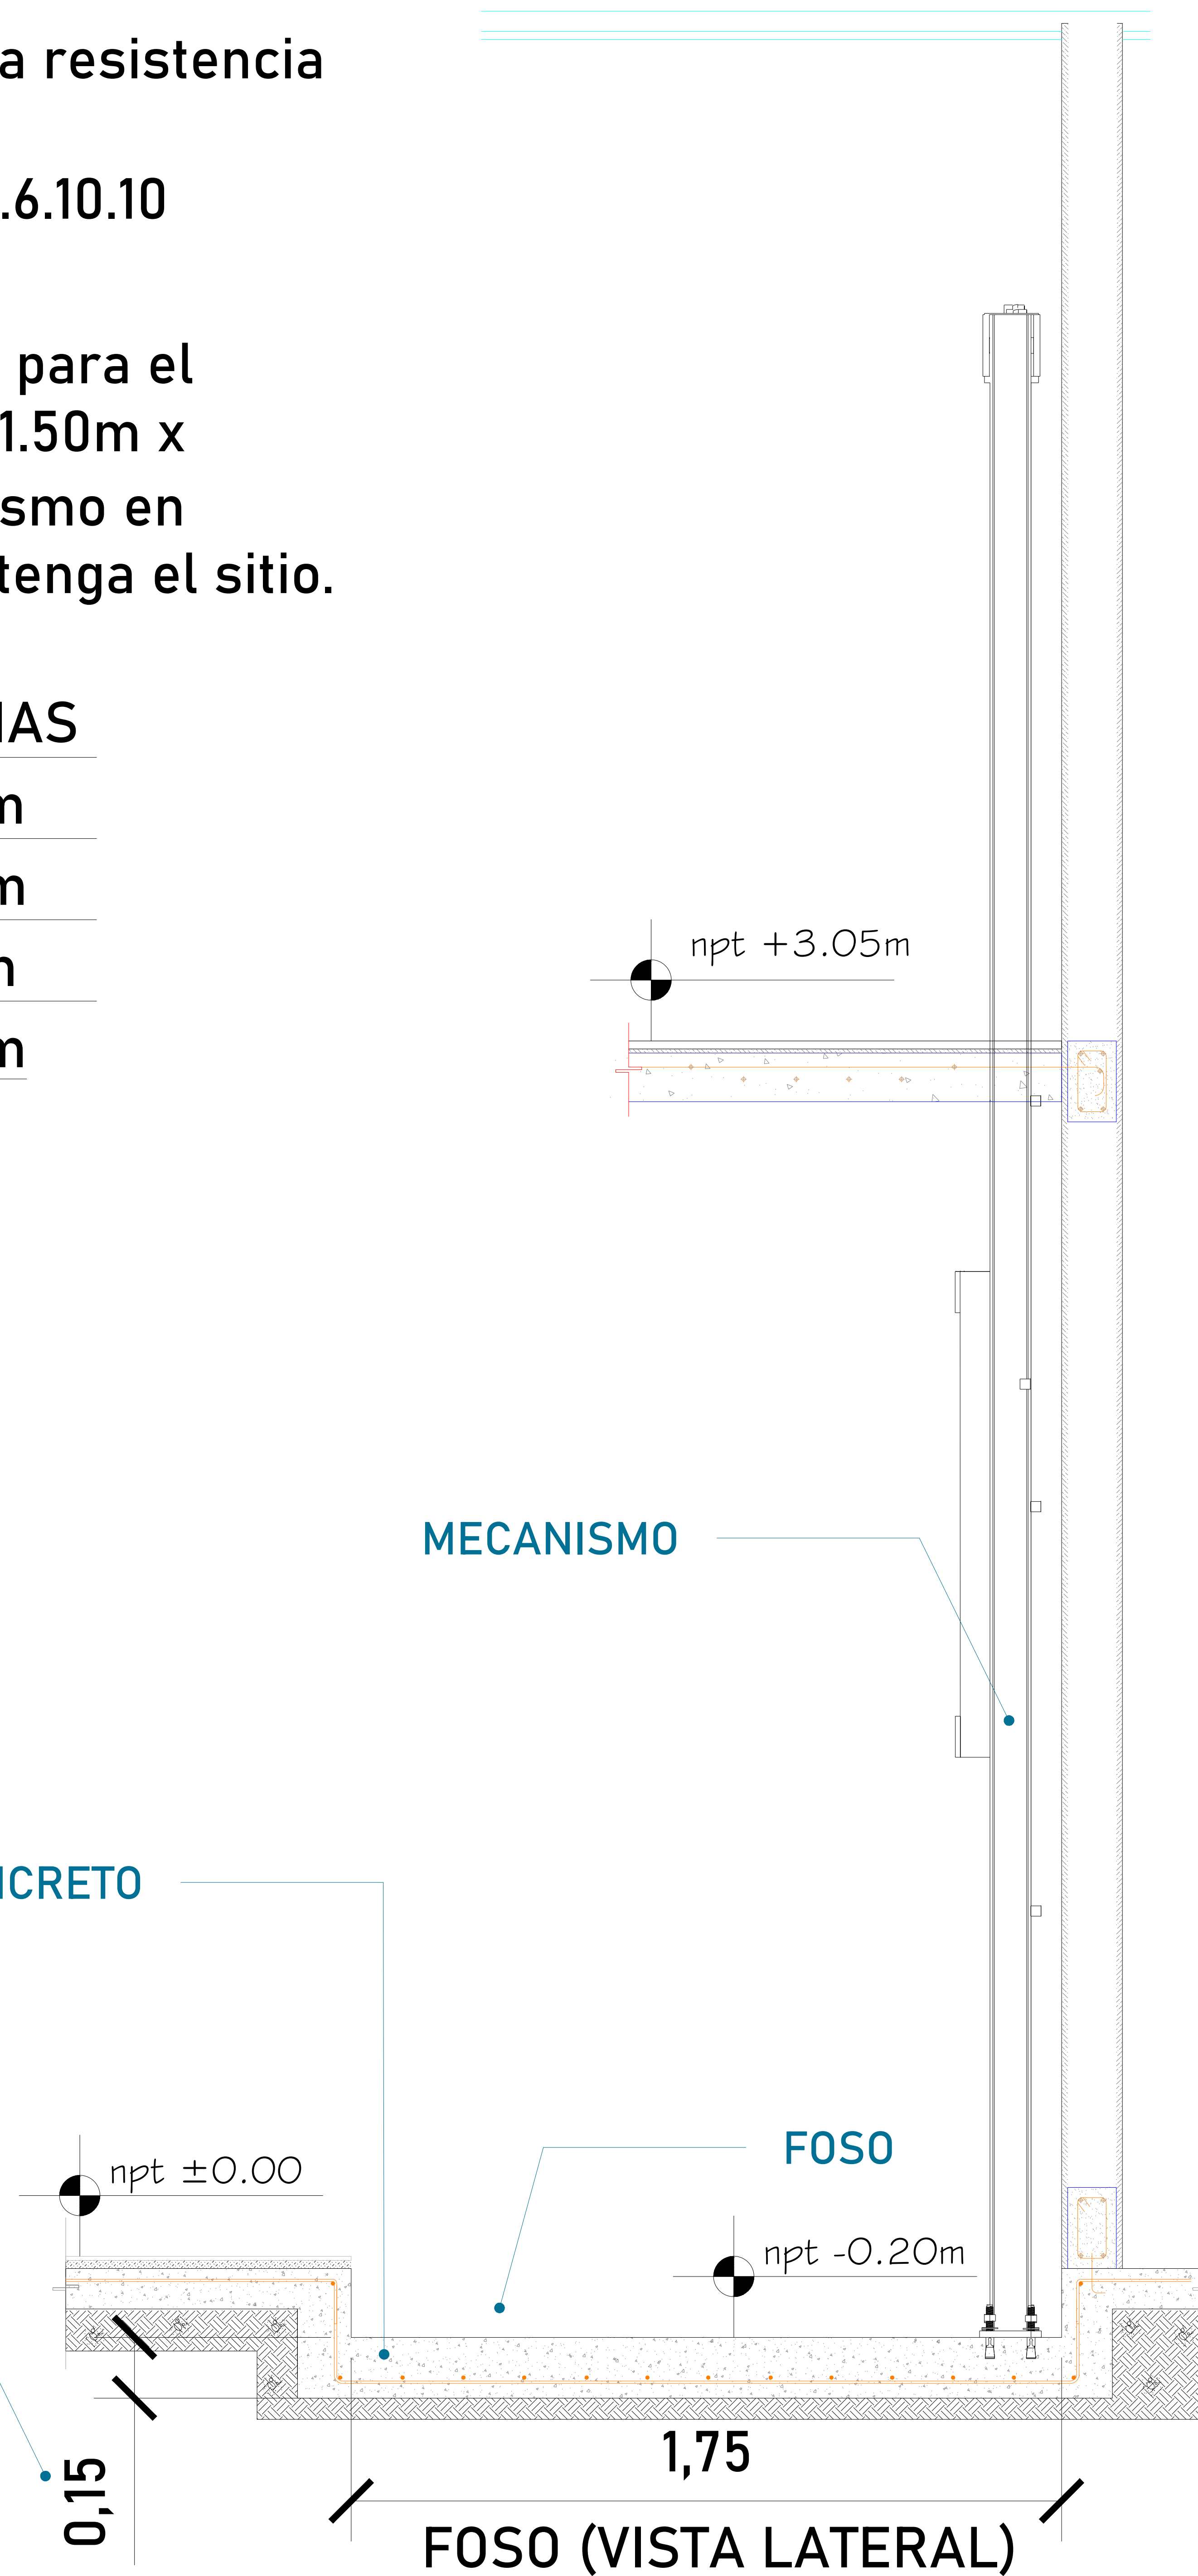 a resistencia
.6.10.10
para el
1.50m x
smo en
tenga el sitio.
IAS
m
m
m
npt +3.05m
MECANISMO
CRETO
FOSO
npt ±0.00
npt -0.20m
0,15
1,75
FOSO (VISTA LATERAL)